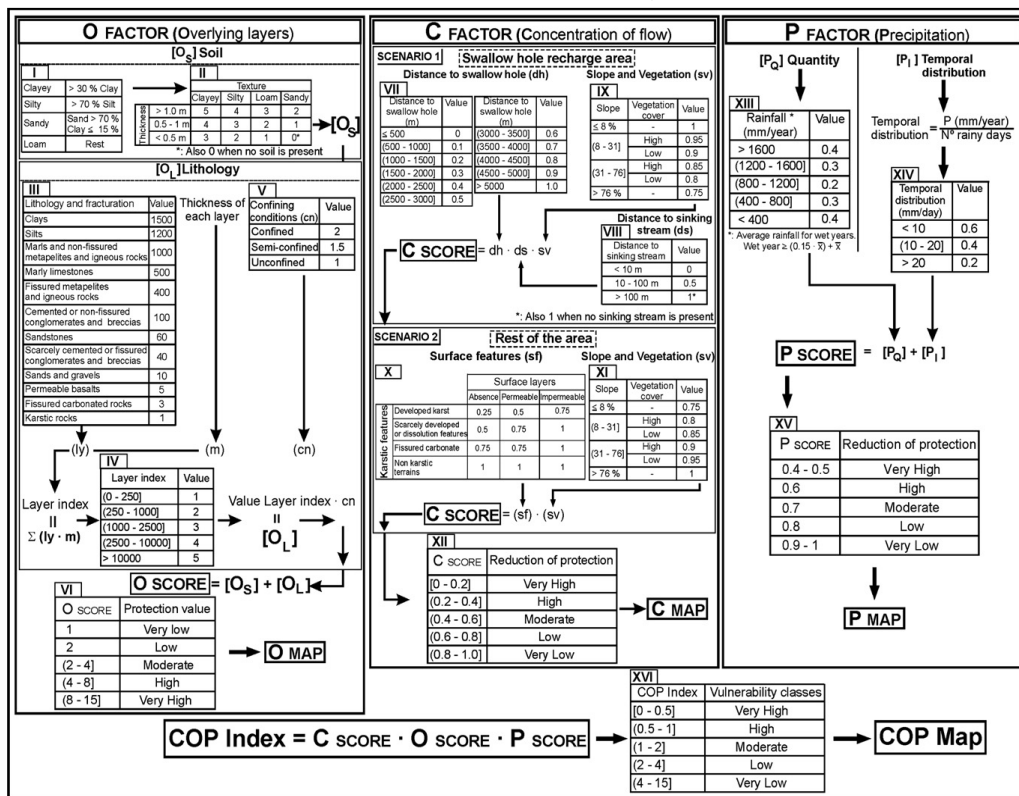 O FACTOR (Overlying layers)
[OS] Soil
I
Clayey > 30 % Clay
Silty > 70 % Silt
Sandy Sand > 70 % Clay ≤ 15 %
Loam Rest
II
Texture
Clayey Silty Loam Sandy
Thickness
> 1.0 m 5 4 3 2
0.5 - 1 m 4 3 2 1
< 0.5 m 3 2 1 0*
*: Also 0 when no soil is present
[OS]
[OL] Lithology
III
Lithology and fracturation Value
Clays 1500
Silts 1200
Marls and non-fissured metapelites and igneous rocks 1000
Marly limestones 500
Fissured metapelites and igneous rocks 400
Cemented or non-fissured conglomerates and breccias 100
Sandstones 60
Scarcely cemented or fissured conglomerates and breccias 40
Sands and gravels 10
Permeable basalts 5
Fissured carbonated rocks 3
Karstic rocks 1
Thickness of each layer
V
Confining conditions (cn) Value
Confined 2
Semi-confined 1.5
Unconfined 1
(ly) (m) (cn)
Layer index
=
Σ (ly · m)
IV
Layer index Value
(0 - 250] 1
(250 - 1000] 2
(1000 - 2500] 3
(2500 - 10000] 4
> 10000 5
Value Layer index · cn
=
[OL]
O SCORE = [OS] + [OL]
VI
O SCORE Protection value
1 Very low
2 Low
(2 - 4] Moderate
(4 - 8] High
(8 - 15] Very High
O MAP
C FACTOR (Concentration of flow)
SCENARIO 1
Swallow hole recharge area
Distance to swallow hole (dh)
VII
Distance to swallow hole (m) Value Distance to swallow hole (m) Value
≤ 500 0 (3000 - 3500] 0.6
(500 - 1000] 0.1 (3500 - 4000] 0.7
(1000 - 1500] 0.2 (4000 - 4500] 0.8
(1500 - 2000] 0.3 (4500 - 5000] 0.9
(2000 - 2500] 0.4 > 5000 1.0
(2500 - 3000] 0.5
Slope and Vegetation (sv)
IX
Slope Vegetation cover Value
≤ 8 % - 1
(8 - 31] High 0.95
Low 0.9
(31 - 76] High 0.85
Low 0.8
> 76 % - 0.75
Distance to sinking stream (ds)
VIII
Distance to sinking stream Value
< 10 m 0
10 - 100 m 0.5
> 100 m 1*
*: Also 1 when no sinking stream is present
C SCORE = dh · ds · sv
SCENARIO 2
Rest of the area
Surface features (sf)
X
Surface layers
Absence Permeable Impermeable
Karstic features
Developed karst 0.25 0.5 0.75
Scarcely developed or dissolution features 0.5 0.75 1
Fissured carbonate 0.75 0.75 1
Non karstic terrains 1 1 1
Slope and Vegetation (sv)
XI
Slope Vegetation cover Value
≤ 8 % - 0.75
(8 - 31] High 0.8
Low 0.85
(31 - 76] High 0.9
Low 0.95
> 76 % - 1
C SCORE = (sf) · (sv)
XII
C SCORE Reduction of protection
[0 - 0.2] Very High
(0.2 - 0.4] High
(0.4 - 0.6] Moderate
(0.6 - 0.8] Low
(0.8 - 1.0] Very Low
C MAP
P FACTOR (Precipitation)
[PQ] Quantity
XIII
Rainfall * (mm/year) Value
> 1600 0.4
(1200 - 1600] 0.3
(800 - 1200] 0.2
(400 - 800] 0.3
< 400 0.4
*: Average rainfall for wet years.
Wet year ≥ (0.15 · x̄) + x̄
[PI] Temporal distribution
Temporal distribution = P (mm/year) / Nº rainy days
XIV
Temporal distribution (mm/day) Value
< 10 0.6
(10 - 20] 0.4
> 20 0.2
P SCORE = [PQ] + [PI]
XV
P SCORE Reduction of protection
0.4 - 0.5 Very High
0.6 High
0.7 Moderate
0.8 Low
0.9 - 1 Very Low
P MAP
COP Index = C SCORE · O SCORE · P SCORE
XVI
COP Index Vulnerability classes
[0 - 0.5] Very High
(0.5 - 1] High
(1 - 2] Moderate
(2 - 4] Low
(4 - 15] Very Low
COP Map